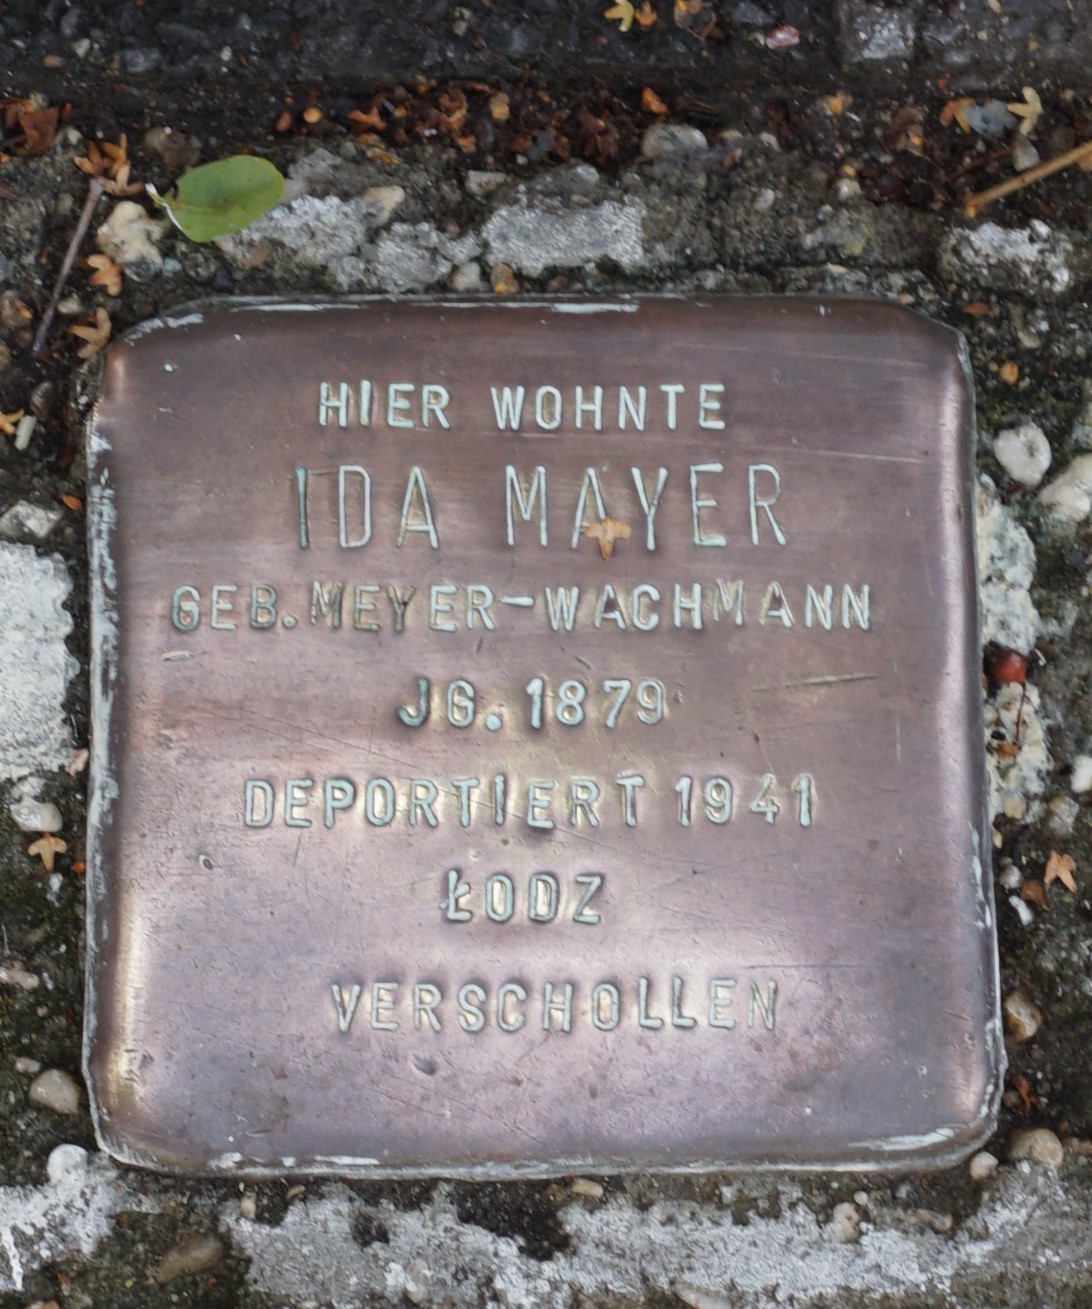 HIER WOHNTE
IDA MAYER
GEB. MEYER-WACHMANN
JG. 1879
DEPORTIERT 1941
ŁODZ
VERSCHOLLEN